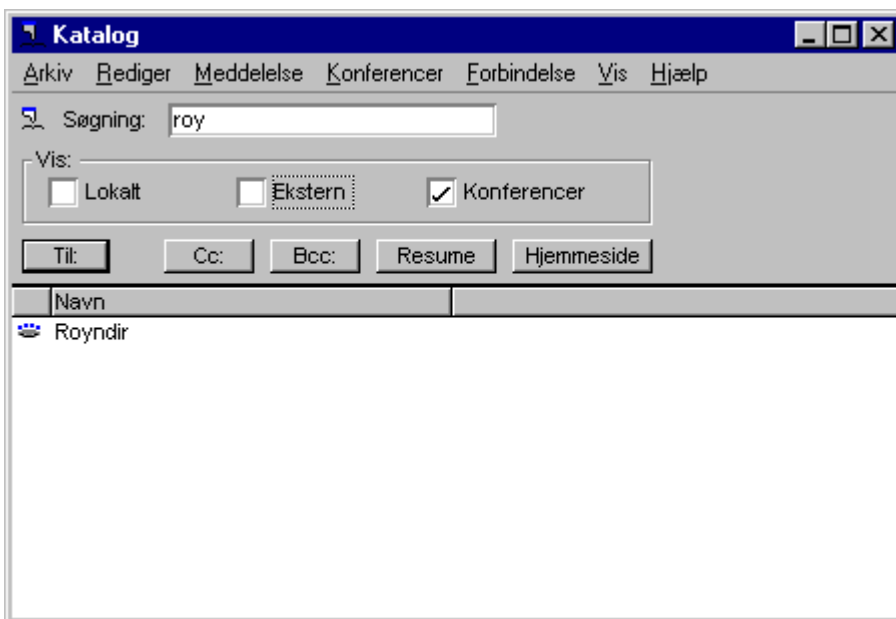 Katalog
Arkiv Rediger Meddelelse Konferencer Forbindelse Vis Hjælp
Søgning: roy
Vis:
Lokalt Ekstern Konferencer
Til: Cc: Bcc: Resume Hjemmeside
Navn
Royndir